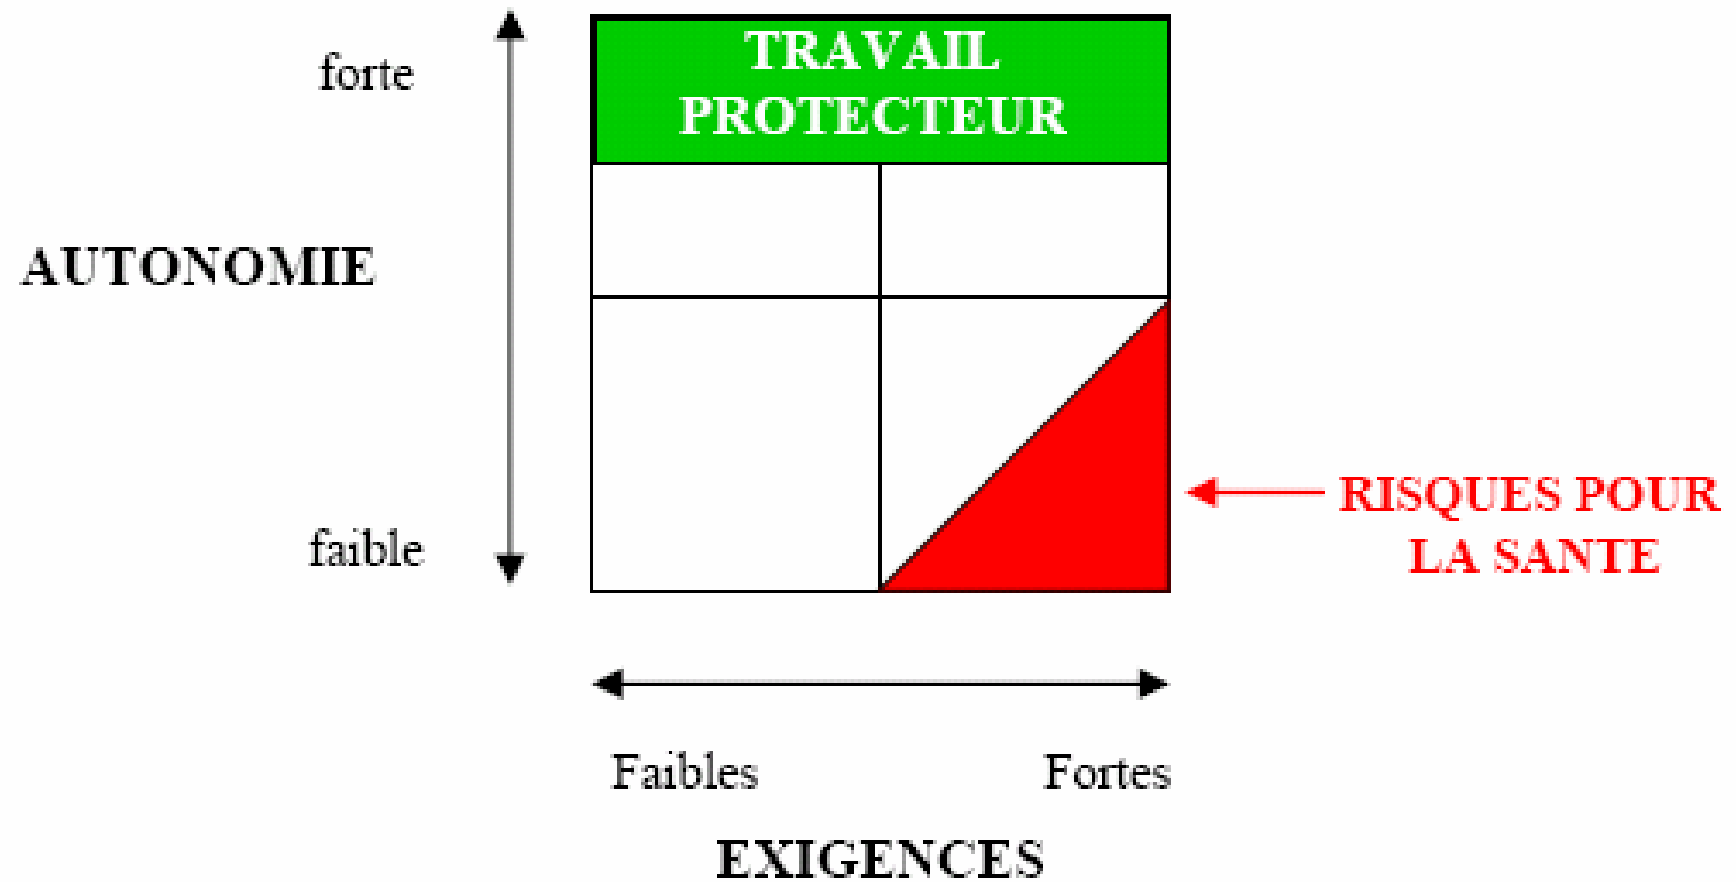 forte
TRAVAIL
PROTECTEUR
AUTONOMIE
faible
RISQUES POUR
LA SANTE
Faibles
Fortes
EXIGENCES